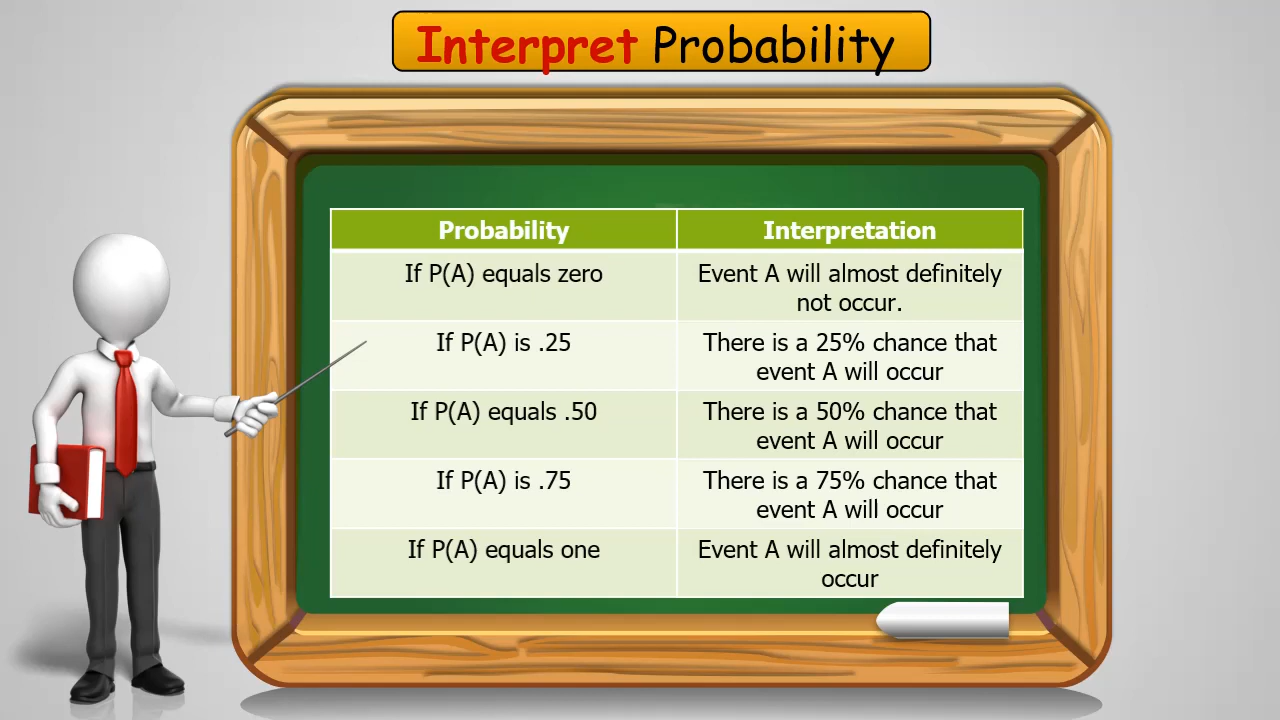 Interpret Probability
Probability
Interpretation
If P(A) equals zero
Event A will almost definitely
not occur.
If P(A) is .25
There is a 25% chance that
event A will occur
If P(A) equals .50
There is a 50% chance that
event A will occur
If P(A) is .75
There is a 75% chance that
event A will occur
If P(A) equals one
Event A will almost definitely
occur